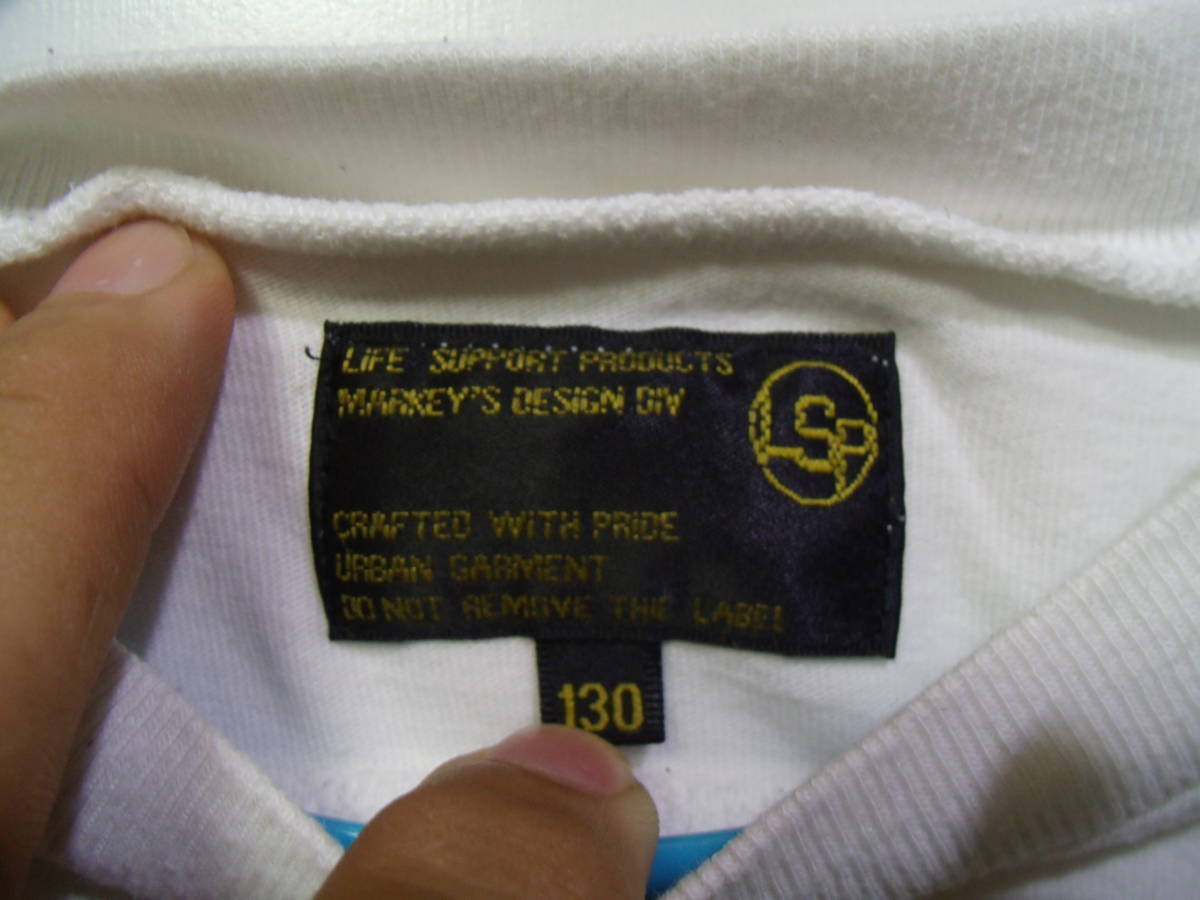 LIFE SUPPORT PRODUCTS
MARKEY'S DESIGN DIV
LSP
CRAFTED WITH PRIDE
URBAN GARMENT
DO NOT REMOVE THE LABEL
130